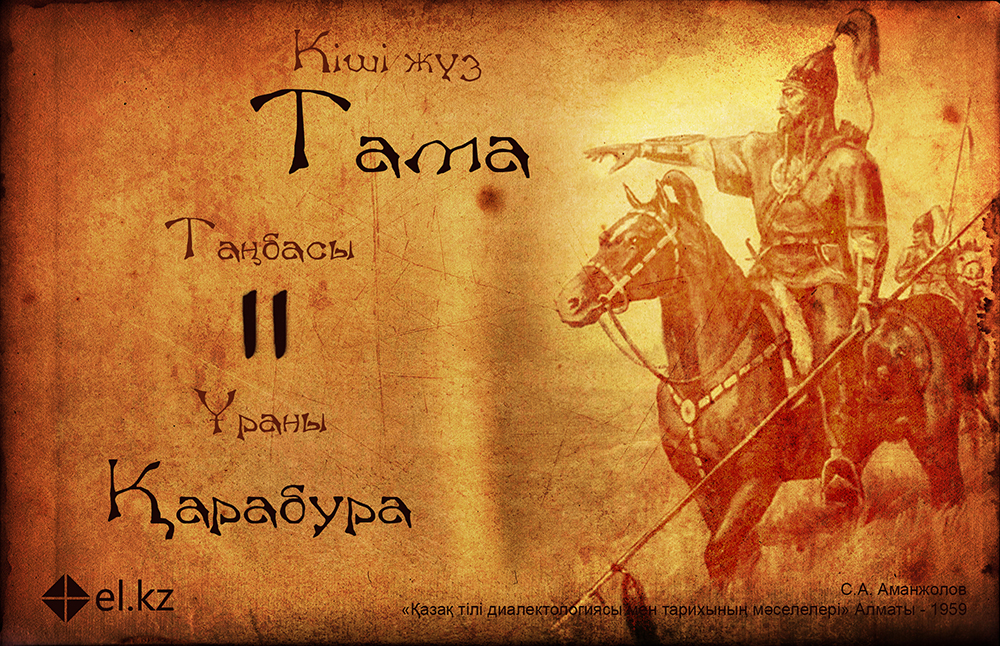 Кіші жүз
Тама
Таңбасы
Ұраны
Қарабура
el.kz
С.А. Аманжолов
«Қазақ тілі диалектологиясы мен тарихының мәселелері» Алматы - 1959